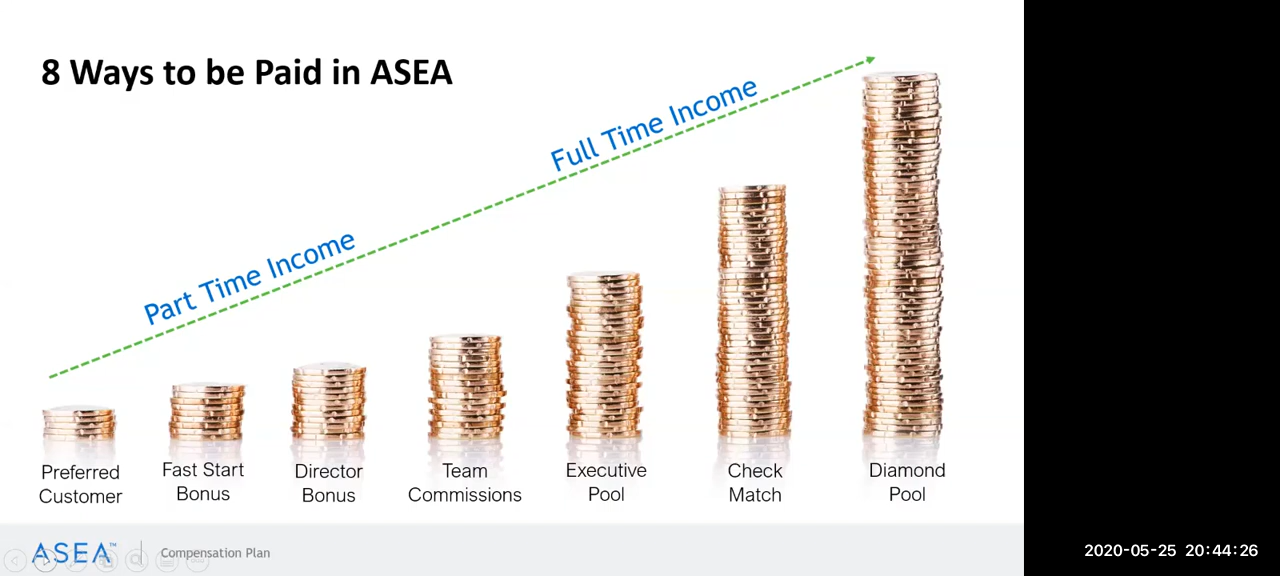 8 Ways to be Paid in ASEA
Part Time Income
Full Time Income
Preferred
Customer
Fast Start
Bonus
Director
Bonus
Team
Commissions
Executive
Pool
Check
Match
Diamond
Pool
ASEA™
Compensation Plan
2020-05-25 20:44:26